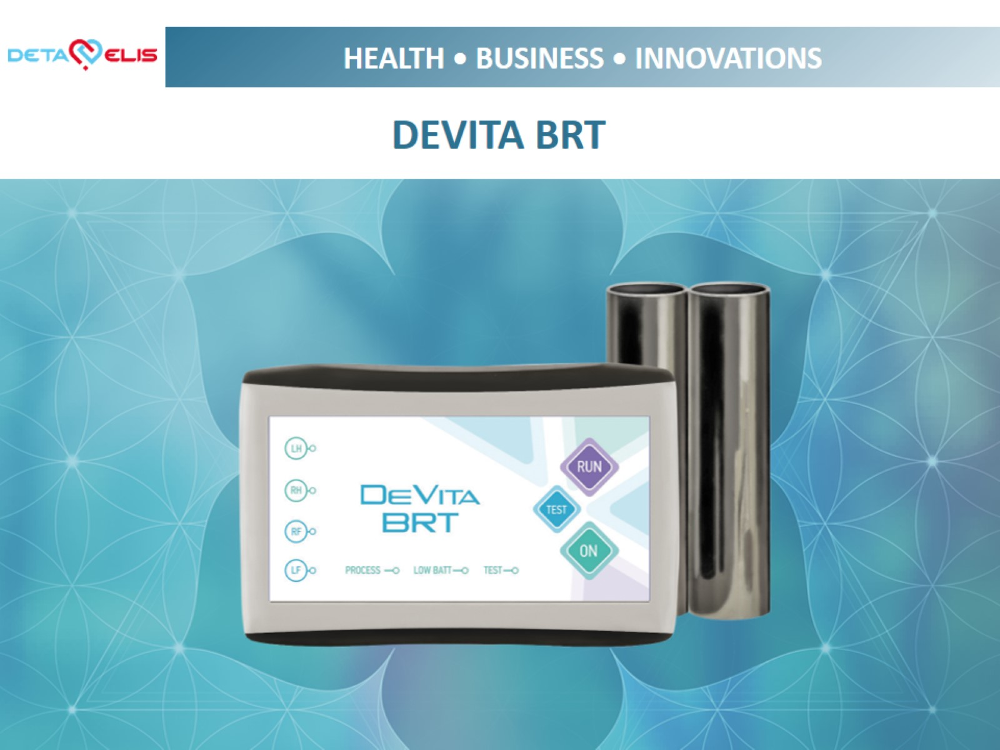 DETA ELIS
HEALTH • BUSINESS • INNOVATIONS
DEVITA BRT
LH
RH
RF
LF
DEVITA
BRT
PROCESS
LOW BATT
TEST
RUN
TEST
ON